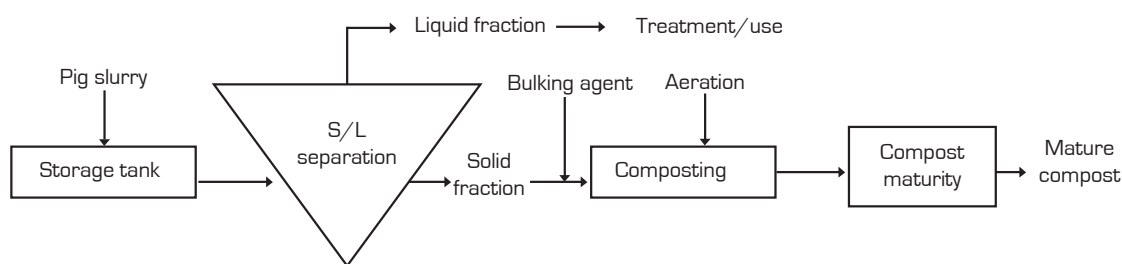 Liquid fraction
Treatment/use
Pig slurry
Bulking agent
Aeration
S/L
separation
Storage tank
Solid
fraction
Composting
Compost
maturity
Mature
compost